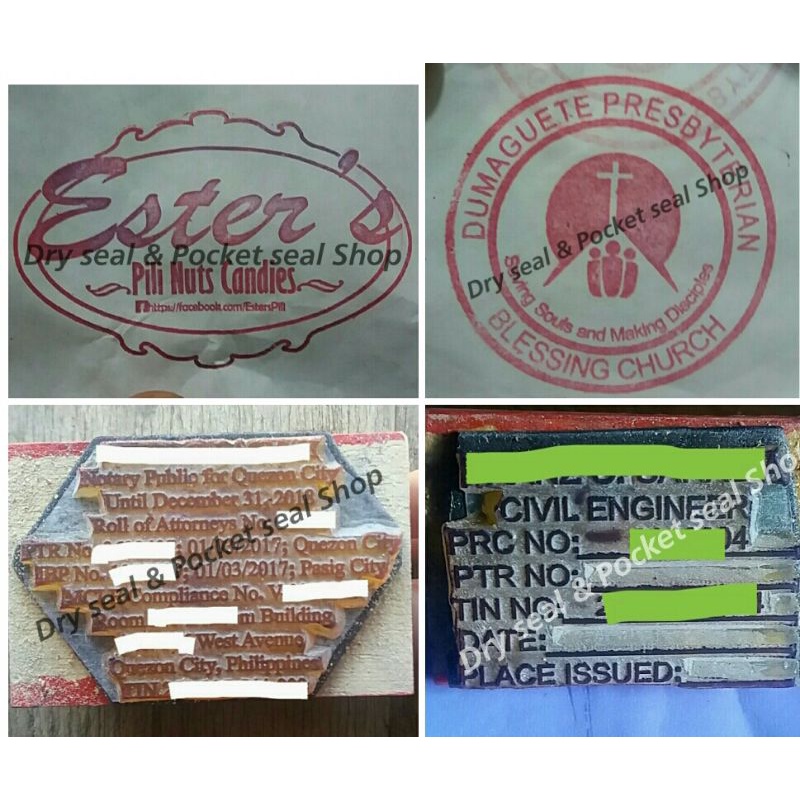 Ester's
Pili Nuts Candies
https://facebook.com/EstersPili
Dry seal & Pocket seal Shop
DUMAGUETE PRESBYTERIAN
BLESSING CHURCH
Saving Souls and Making Disciples
Dry seal & Pocket seal Shop
Notary Public for Quezon City
Until December 31, 201
Roll of Attorneys No.
PTR No. 01/ /2017; Quezon City
IBP No. ; 01/03/2017; Pasig City
MCLE Compliance No. V
Room Building
West Avenue
Quezon City, Philippines
TIN
Dry seal & Pocket seal Shop
CIVIL ENGINEER
PRC NO: 04
PTR NO:
TIN NO:
DATE:
PLACE ISSUED:
Dry seal & Pocket seal Shop